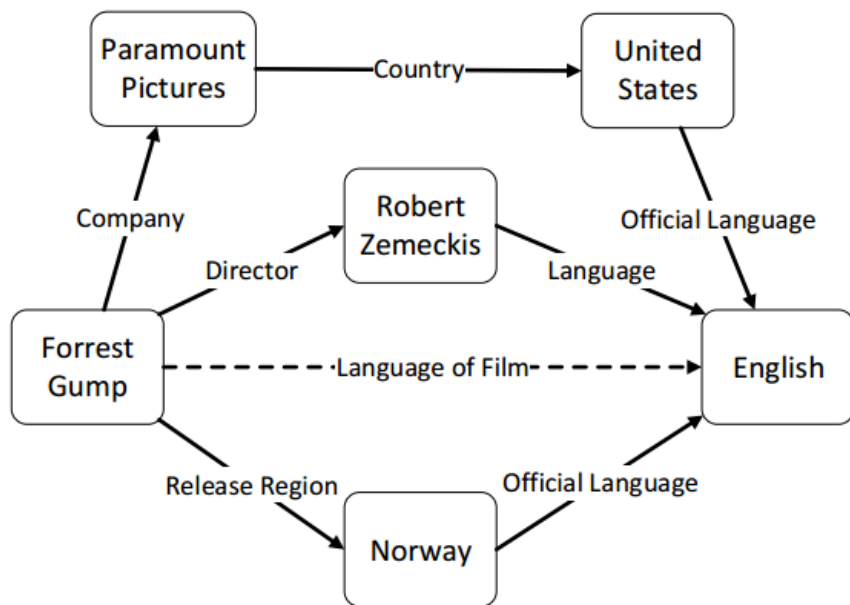 Paramount
Pictures
Country
United
States
Company
Official Language
Robert
Zemeckis
Director
Language
Forrest
Gump
Language of Film
English
Release Region
Official Language
Norway